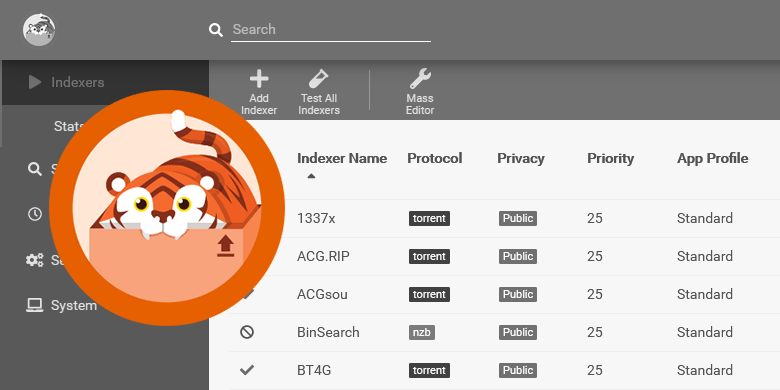 Search
Indexers
Stats
S
S
System
Add
Indexer
Test All
Indexers
Mass
Editor
Indexer Name Protocol Privacy Priority App Profile
1337x torrent Public 25 Standard
ACG.RIP torrent Public 25 Standard
ACGsou torrent Public 25 Standard
BinSearch nzb Public 25 Standard
BT4G torrent Public 25 Standard